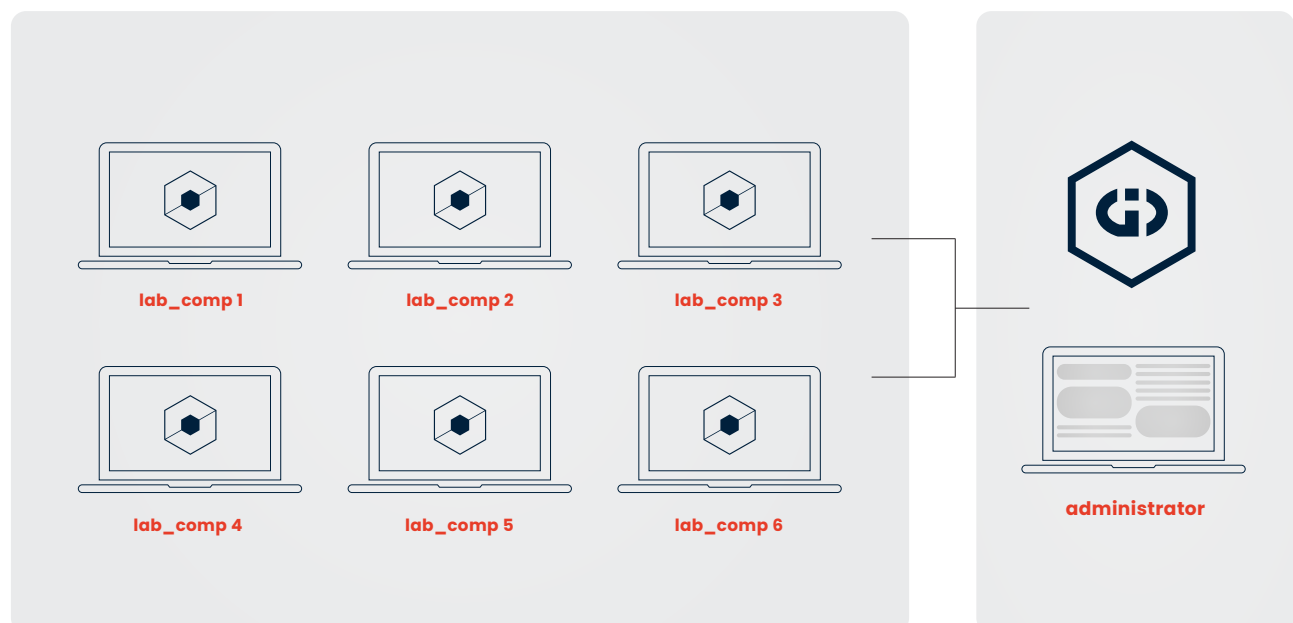 lab_comp 1
lab_comp 2
lab_comp 3
lab_comp 4
lab_comp 5
lab_comp 6
administrator